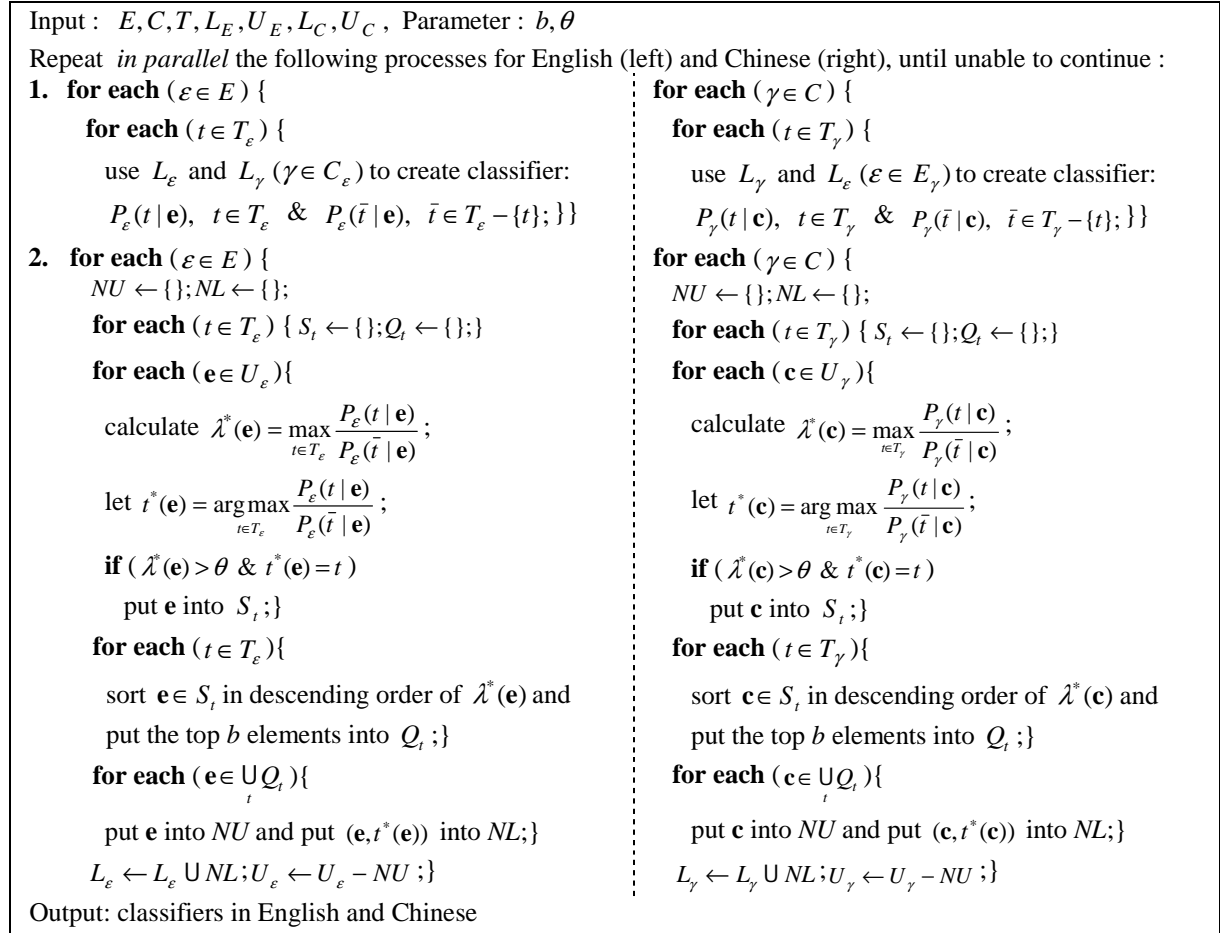 Input : E, C, T, L_E, U_E, L_C, U_C , Parameter : b, θ
Repeat in parallel the following processes for English (left) and Chinese (right), until unable to continue :
1. for each (ε ∈ E) {
for each (t ∈ T_ε) {
use L_ε and L_γ (γ ∈ C_ε) to create classifier:
P_ε(t | e), t ∈ T_ε & P_ε(t̄ | e), t̄ ∈ T_ε − {t}; }}
2. for each (ε ∈ E) {
NU ← {}; NL ← {};
for each (t ∈ T_ε) { S_t ← {}; Q_t ← {};}
for each (e ∈ U_ε){
calculate λ*(e) = max_{t∈T_ε} P_ε(t | e) / P_ε(t̄ | e) ;
let t*(e) = arg max_{t∈T_ε} P_ε(t | e) / P_ε(t̄ | e) ;
if ( λ*(e) > θ & t*(e) = t )
put e into S_t ;}
for each (t ∈ T_ε){
sort e ∈ S_t in descending order of λ*(e) and
put the top b elements into Q_t ;}
for each (e ∈ ∪_t Q_t ){
put e into NU and put (e, t*(e)) into NL;}
L_ε ← L_ε ∪ NL; U_ε ← U_ε − NU ;}
for each (γ ∈ C) {
for each (t ∈ T_γ) {
use L_γ and L_ε (ε ∈ E_γ) to create classifier:
P_γ(t | c), t ∈ T_γ & P_γ(t̄ | c), t̄ ∈ T_γ − {t}; }}
for each (γ ∈ C) {
NU ← {}; NL ← {};
for each (t ∈ T_γ) { S_t ← {}; Q_t ← {};}
for each (c ∈ U_γ){
calculate λ*(c) = max_{t∈T_γ} P_γ(t | c) / P_γ(t̄ | c) ;
let t*(c) = arg max_{t∈T_γ} P_γ(t | c) / P_γ(t̄ | c) ;
if ( λ*(c) > θ & t*(c) = t )
put c into S_t ;}
for each (t ∈ T_γ){
sort c ∈ S_t in descending order of λ*(c) and
put the top b elements into Q_t ;}
for each (c ∈ ∪_t Q_t ){
put c into NU and put (c, t*(c)) into NL;}
L_γ ← L_γ ∪ NL; U_γ ← U_γ − NU ;}
Output: classifiers in English and Chinese